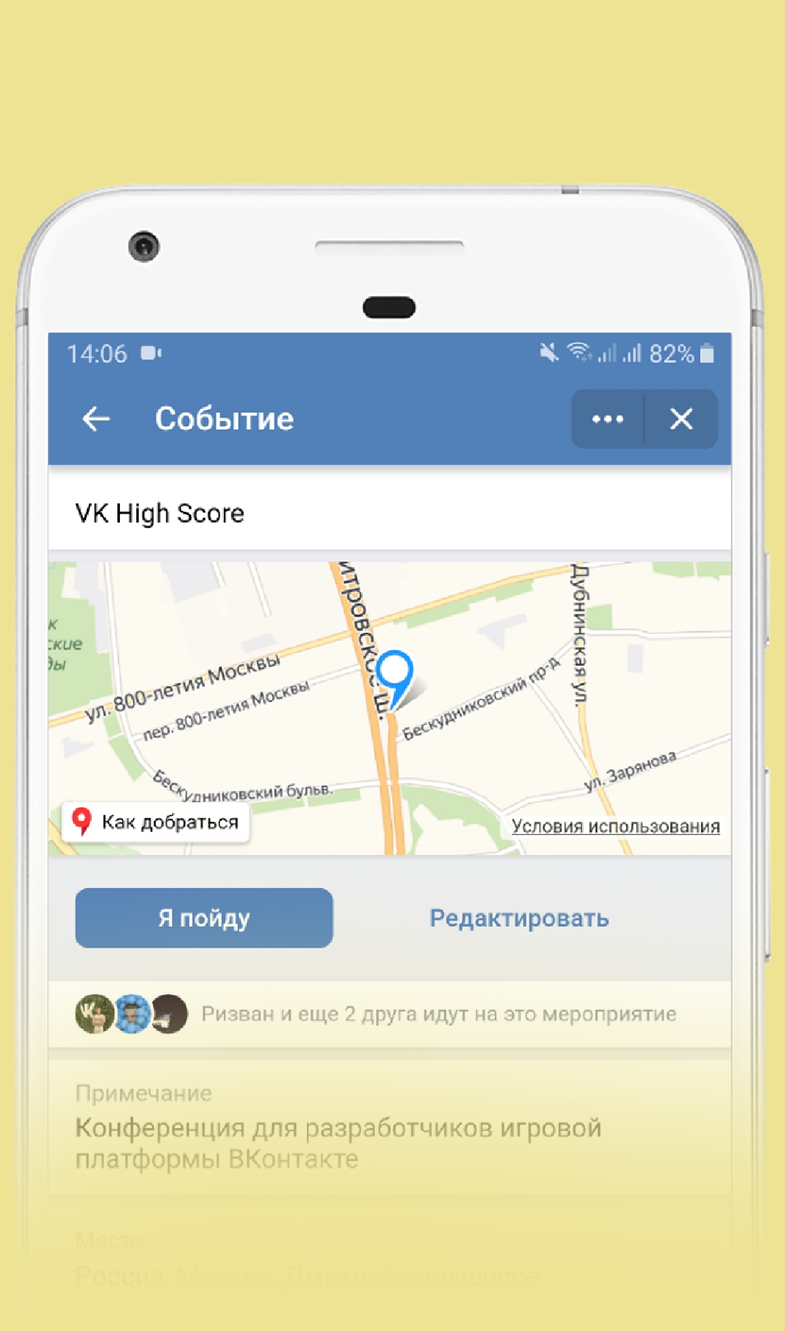 14:06
82%
Событие
VK High Score
итровское ш.
Дубнинская ул.
ские
ды
ул. 800-летия Москвы
пер. 800-летия Москвы
Бескудниковский пр-д
Бескудниковский бульв.
ул. Зарянова
Как добраться
Условия использования
Я пойду
Редактировать
Ризван и еще 2 друга идут на это мероприятие
Примечание
Конференция для разработчиков игровой
платформы ВКонтакте
Место
Россия, Москва, Дмитровское шоссе